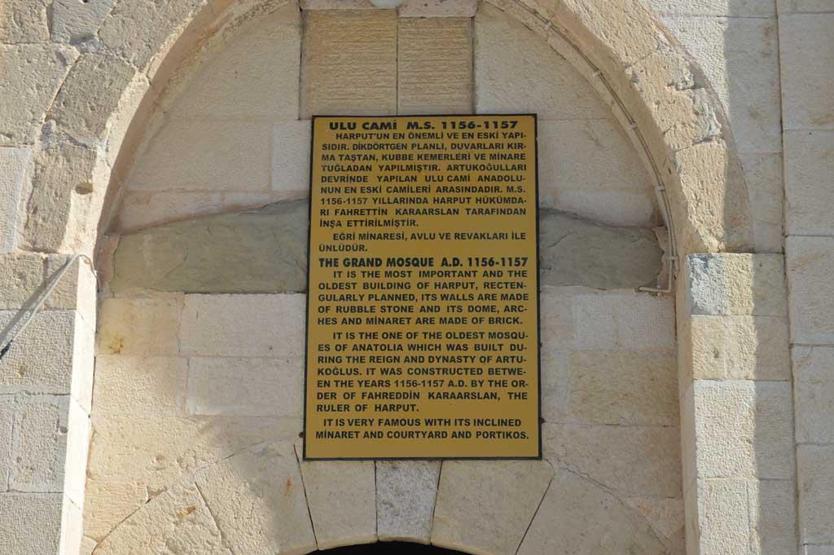 ULU CAMİ M.S. 1156-1157
HARPUT'UN EN ÖNEMLİ VE EN ESKİ YAPI-
SIDIR. DİKDÖRTGEN PLANLI, DUVARLARI KIR-
MA TAŞTAN, KUBBE KEMERLERİ VE MİNARE
TUĞLADAN YAPILMIŞTIR. ARTUKOĞULLARI
DEVRİNDE YAPILAN ULU CAMİ ANADOLU-
NUN EN ESKİ CAMİLERİ ARASINDADIR. M.S.
1156-1157 YILLARINDA HARPUT HÜKÜMDA-
RI FAHRETTİN KARAARSLAN TARAFINDAN
İNŞA ETTİRİLMİŞTİR.
EĞRİ MİNARESİ, AVLU VE REVAKLARI İLE
ÜNLÜDÜR.
THE GRAND MOSQUE A.D. 1156-1157
IT IS THE MOST IMPORTANT AND THE
OLDEST BUILDING OF HARPUT, RECTEN-
GULARLY PLANNED, ITS WALLS ARE MADE
OF RUBBLE STONE AND ITS DOME, ARC-
HES AND MINARET ARE MADE OF BRICK.
IT IS THE ONE OF THE OLDEST MOSQU-
ES OF ANATOLIA WHICH WAS BUILT DU-
RING THE REIGN AND DYNASTY OF ARTU-
KOĞLUS. IT WAS CONSTRUCTED BETWE-
EN THE YEARS 1156-1157 A.D. BY THE OR-
DER OF FAHREDDİN KARAARSLAN, THE
RULER OF HARPUT.
IT IS VERY FAMOUS WITH ITS INCLINED
MİNARET AND COURTYARD AND PORTIKOS.